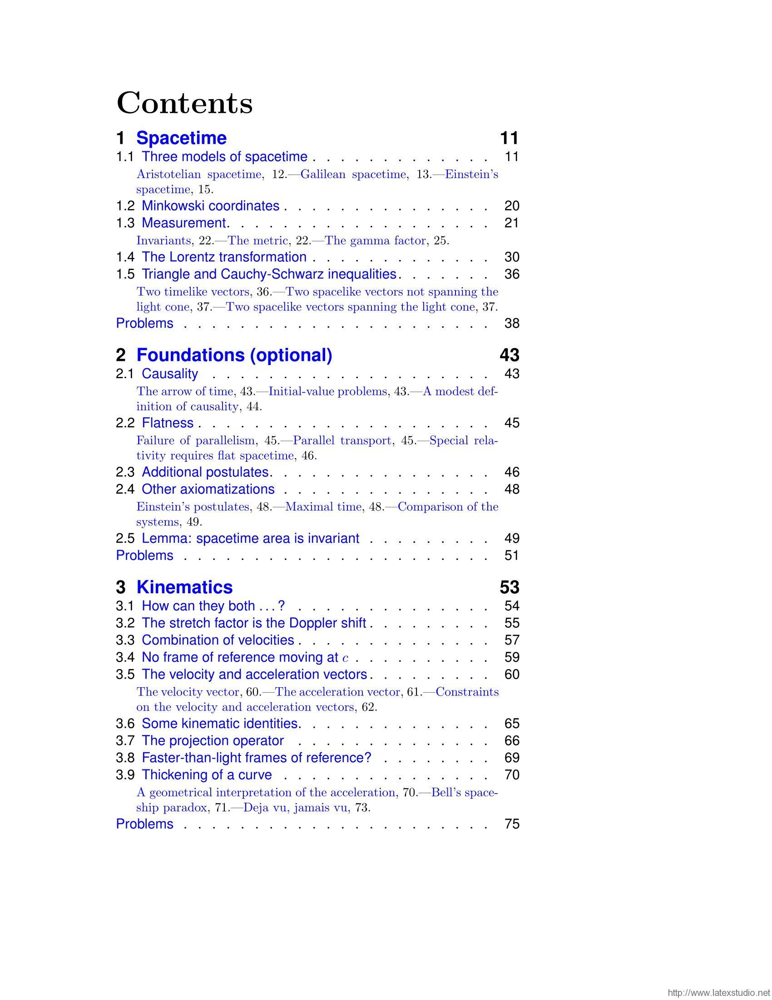 Contents
1 Spacetime 11
1.1 Three models of spacetime . . . . . . . . . . . . . 11
Aristotelian spacetime, 12.—Galilean spacetime, 13.—Einstein's
spacetime, 15.
1.2 Minkowski coordinates . . . . . . . . . . . . . . . 20
1.3 Measurement. . . . . . . . . . . . . . . . . . . 21
Invariants, 22.—The metric, 22.—The gamma factor, 25.
1.4 The Lorentz transformation . . . . . . . . . . . . . 30
1.5 Triangle and Cauchy-Schwarz inequalities. . . . . . . 36
Two timelike vectors, 36.—Two spacelike vectors not spanning the
light cone, 37.—Two spacelike vectors spanning the light cone, 37.
Problems . . . . . . . . . . . . . . . . . . . . . . 38
2 Foundations (optional) 43
2.1 Causality . . . . . . . . . . . . . . . . . . . . 43
The arrow of time, 43.—Initial-value problems, 43.—A modest def-
inition of causality, 44.
2.2 Flatness . . . . . . . . . . . . . . . . . . . . . 45
Failure of parallelism, 45.—Parallel transport, 45.—Special rela-
tivity requires flat spacetime, 46.
2.3 Additional postulates. . . . . . . . . . . . . . . . 46
2.4 Other axiomatizations . . . . . . . . . . . . . . . 48
Einstein's postulates, 48.—Maximal time, 48.—Comparison of the
systems, 49.
2.5 Lemma: spacetime area is invariant . . . . . . . . . 49
Problems . . . . . . . . . . . . . . . . . . . . . . 51
3 Kinematics 53
3.1 How can they both . . . ? . . . . . . . . . . . . . . 54
3.2 The stretch factor is the Doppler shift . . . . . . . . . 55
3.3 Combination of velocities . . . . . . . . . . . . . . 57
3.4 No frame of reference moving at c . . . . . . . . . . 59
3.5 The velocity and acceleration vectors . . . . . . . . . 60
The velocity vector, 60.—The acceleration vector, 61.—Constraints
on the velocity and acceleration vectors, 62.
3.6 Some kinematic identities. . . . . . . . . . . . . . 65
3.7 The projection operator . . . . . . . . . . . . . . 66
3.8 Faster-than-light frames of reference? . . . . . . . . 69
3.9 Thickening of a curve . . . . . . . . . . . . . . . 70
A geometrical interpretation of the acceleration, 70.—Bell's space-
ship paradox, 71.—Deja vu, jamais vu, 73.
Problems . . . . . . . . . . . . . . . . . . . . . . 75
http://www.latexstudio.net